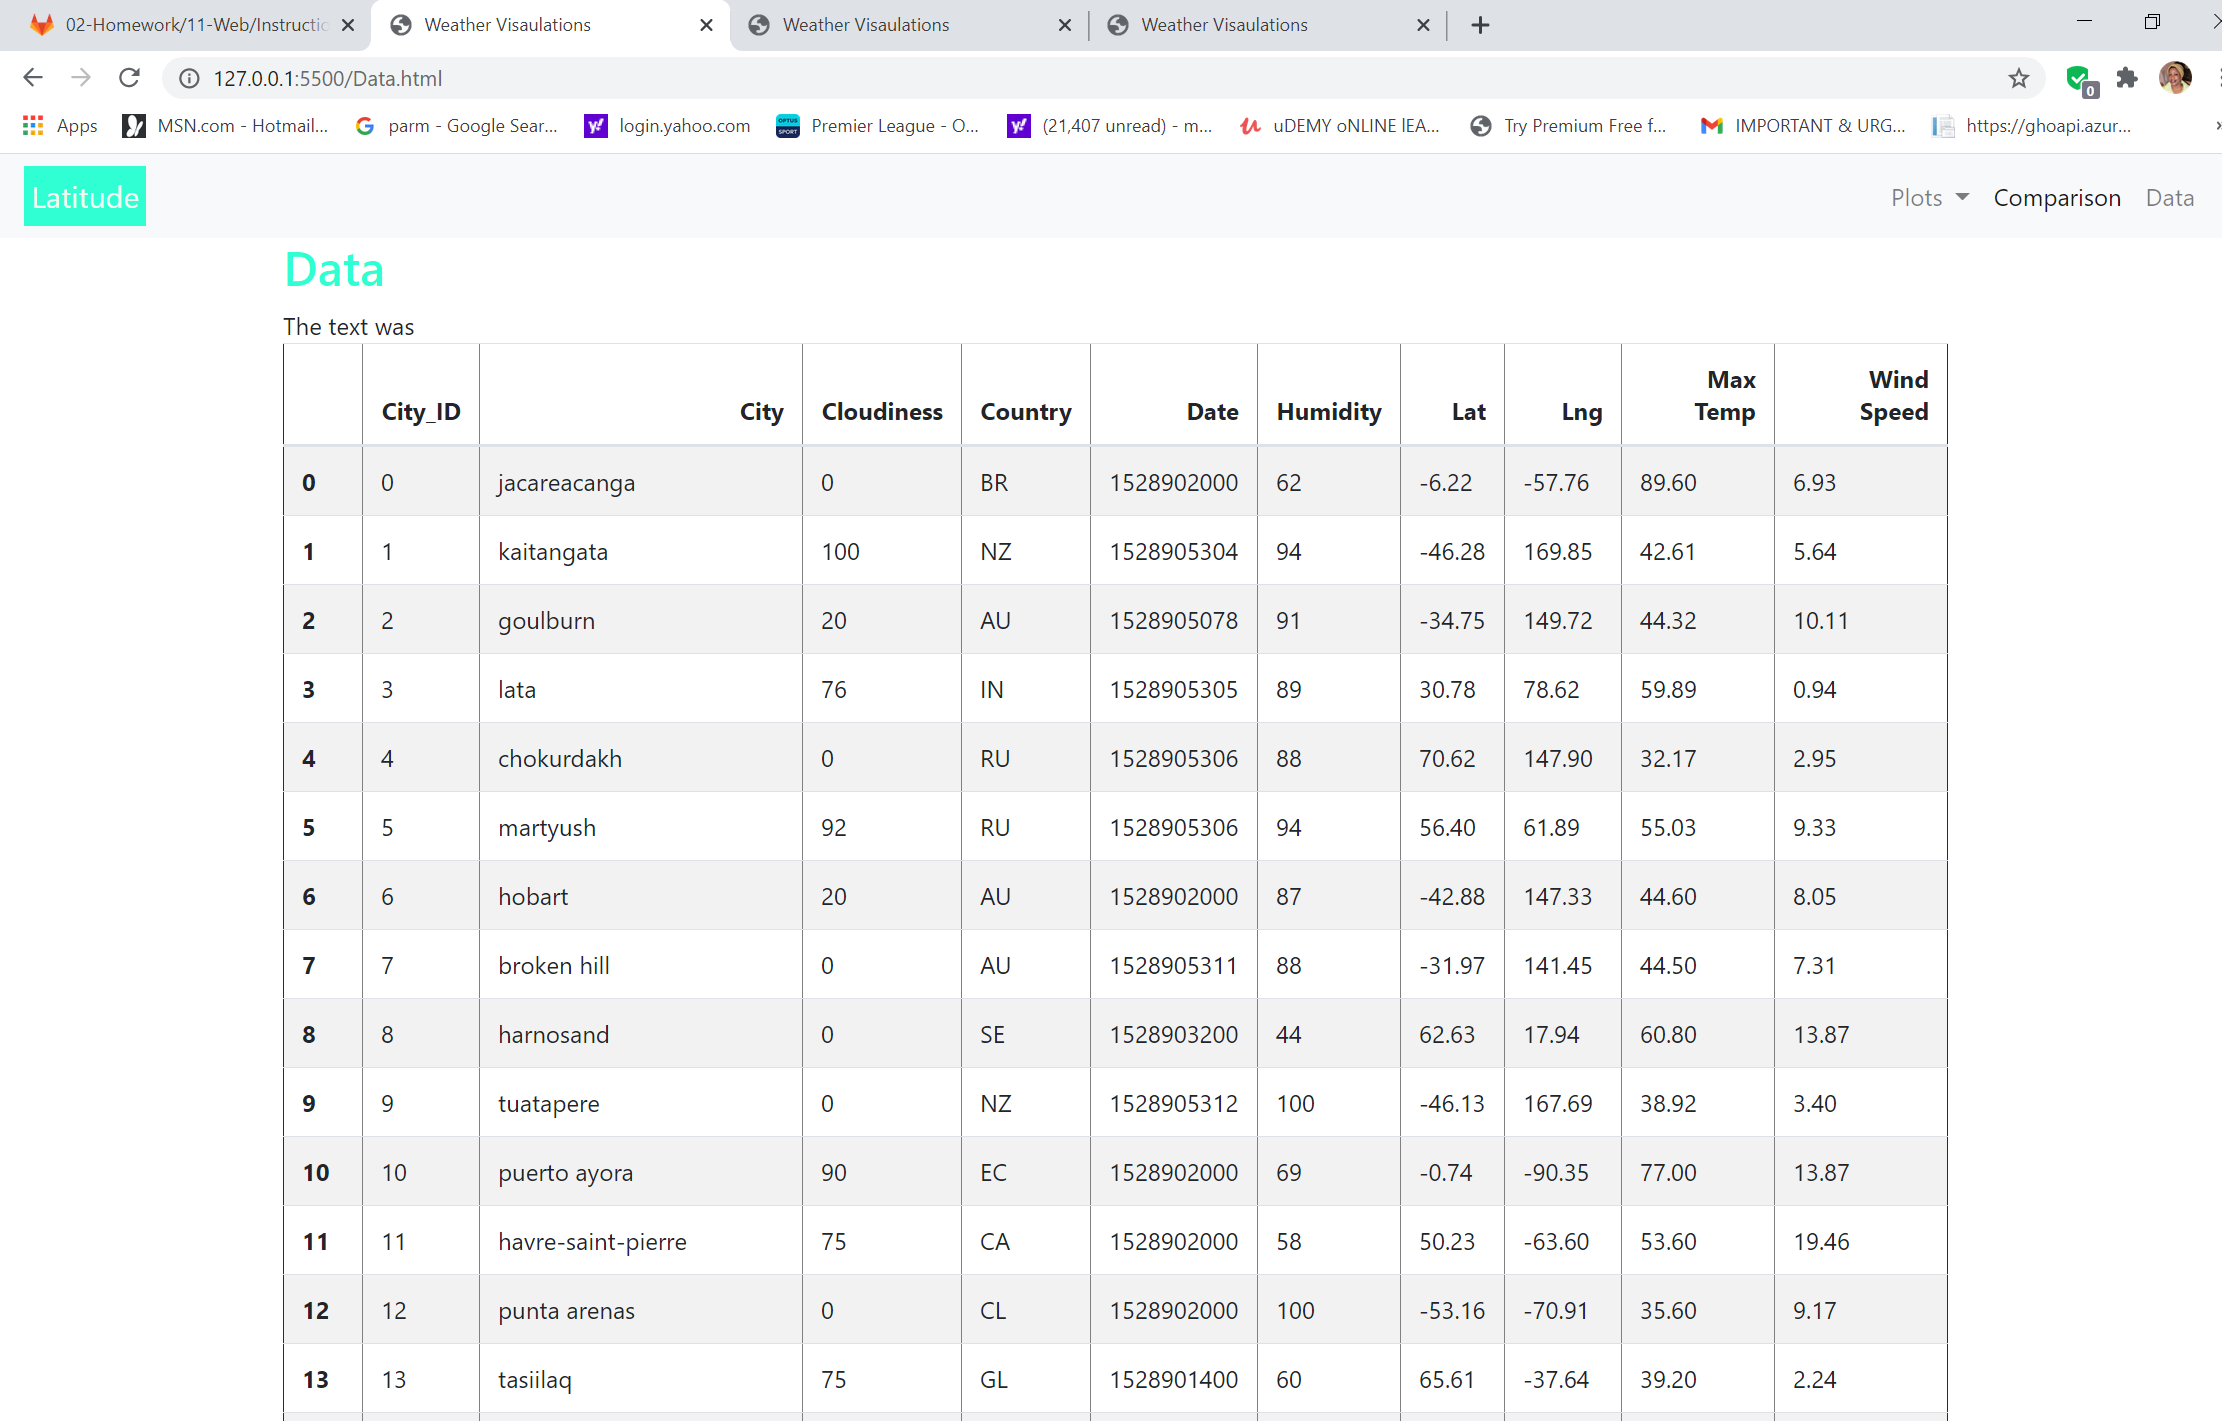 02-Homework/11-Web/Instructio
Weather Visaulations
Weather Visaulations
Weather Visaulations
127.0.0.1:5500/Data.html
0
Apps MSN.com - Hotmail... parm - Google Sear... login.yahoo.com OPTUS SPORT Premier League - O... (21,407 unread) - m... uDEMY oNLINE lEA... Try Premium Free f... IMPORTANT & URG... https://ghoapi.azur... »
Latitude Plots Comparison Data
Data
The text was
City_ID City Cloudiness Country Date Humidity Lat Lng Max Temp Wind Speed
0 0 jacareacanga 0 BR 1528902000 62 -6.22 -57.76 89.60 6.93
1 1 kaitangata 100 NZ 1528905304 94 -46.28 169.85 42.61 5.64
2 2 goulburn 20 AU 1528905078 91 -34.75 149.72 44.32 10.11
3 3 lata 76 IN 1528905305 89 30.78 78.62 59.89 0.94
4 4 chokurdakh 0 RU 1528905306 88 70.62 147.90 32.17 2.95
5 5 martyush 92 RU 1528905306 94 56.40 61.89 55.03 9.33
6 6 hobart 20 AU 1528902000 87 -42.88 147.33 44.60 8.05
7 7 broken hill 0 AU 1528905311 88 -31.97 141.45 44.50 7.31
8 8 harnosand 0 SE 1528903200 44 62.63 17.94 60.80 13.87
9 9 tuatapere 0 NZ 1528905312 100 -46.13 167.69 38.92 3.40
10 10 puerto ayora 90 EC 1528902000 69 -0.74 -90.35 77.00 13.87
11 11 havre-saint-pierre 75 CA 1528902000 58 50.23 -63.60 53.60 19.46
12 12 punta arenas 0 CL 1528902000 100 -53.16 -70.91 35.60 9.17
13 13 tasiilaq 75 GL 1528901400 60 65.61 -37.64 39.20 2.24